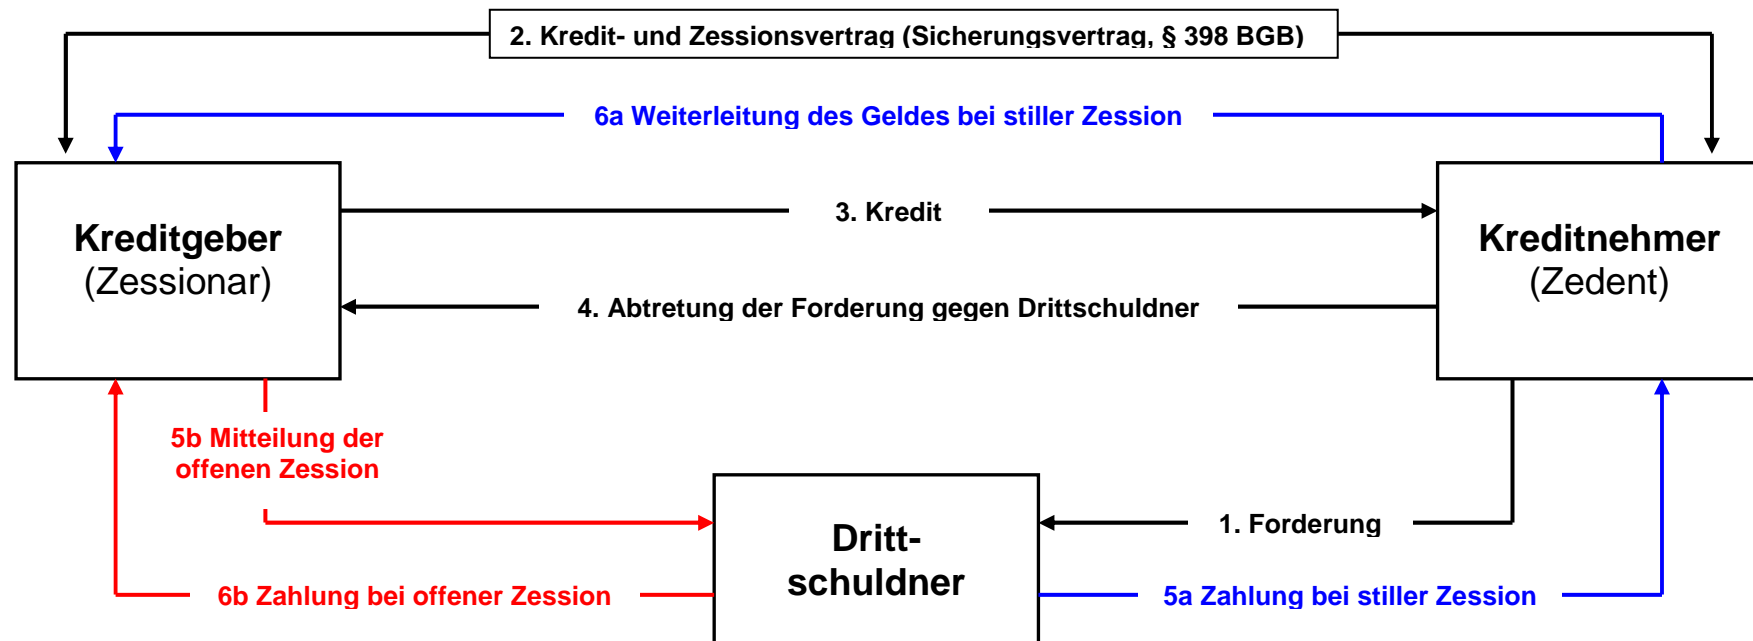 2. Kredit- und Zessionsvertrag (Sicherungsvertrag, § 398 BGB)
6a Weiterleitung des Geldes bei stiller Zession
Kreditgeber
(Zessionar)
3. Kredit
Kreditnehmer
(Zedent)
4. Abtretung der Forderung gegen Drittschuldner
5b Mitteilung der
offenen Zession
Dritt-
schuldner
1. Forderung
6b Zahlung bei offener Zession
5a Zahlung bei stiller Zession